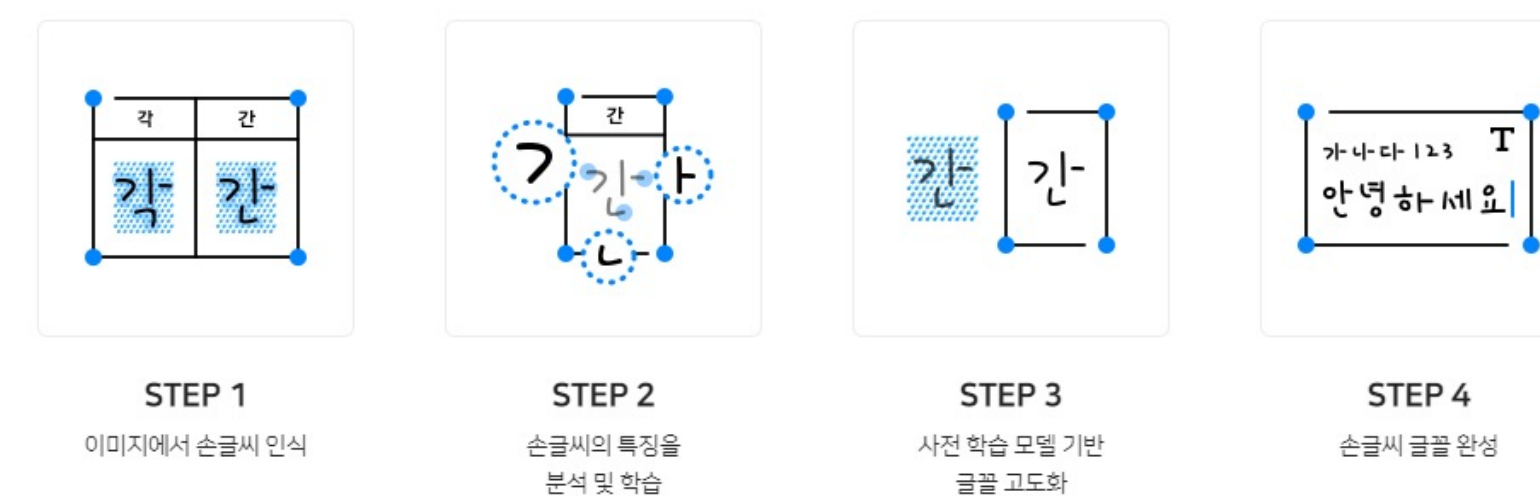 각 간
각 간
간
간
ㄱ ㅏ
ㄴ
간 간
가나다 123 T
안녕하세요
STEP 1
이미지에서 손글씨 인식
STEP 2
손글씨의 특징을
분석 및 학습
STEP 3
사전 학습 모델 기반
글꼴 고도화
STEP 4
손글씨 글꼴 완성